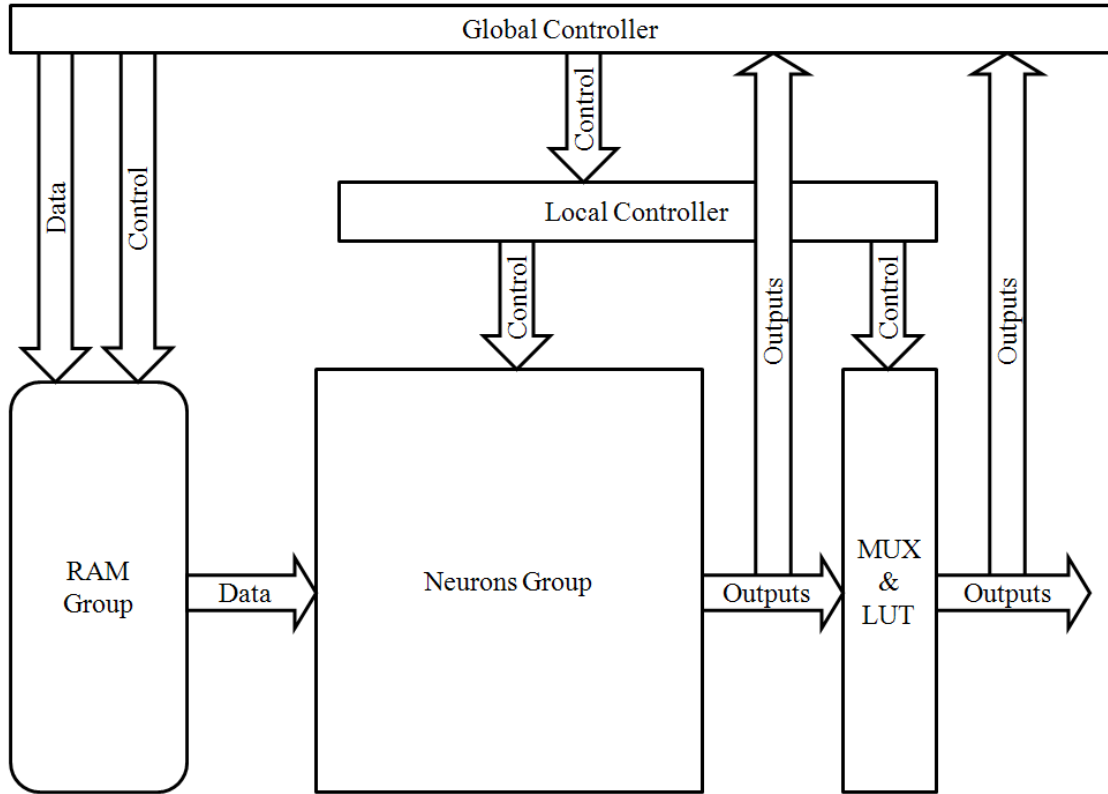 Global Controller
Data
Control
Control
Local Controller
Control
Outputs
Control
Outputs
RAM
Group
Data
Neurons Group
Outputs
MUX
&
LUT
Outputs